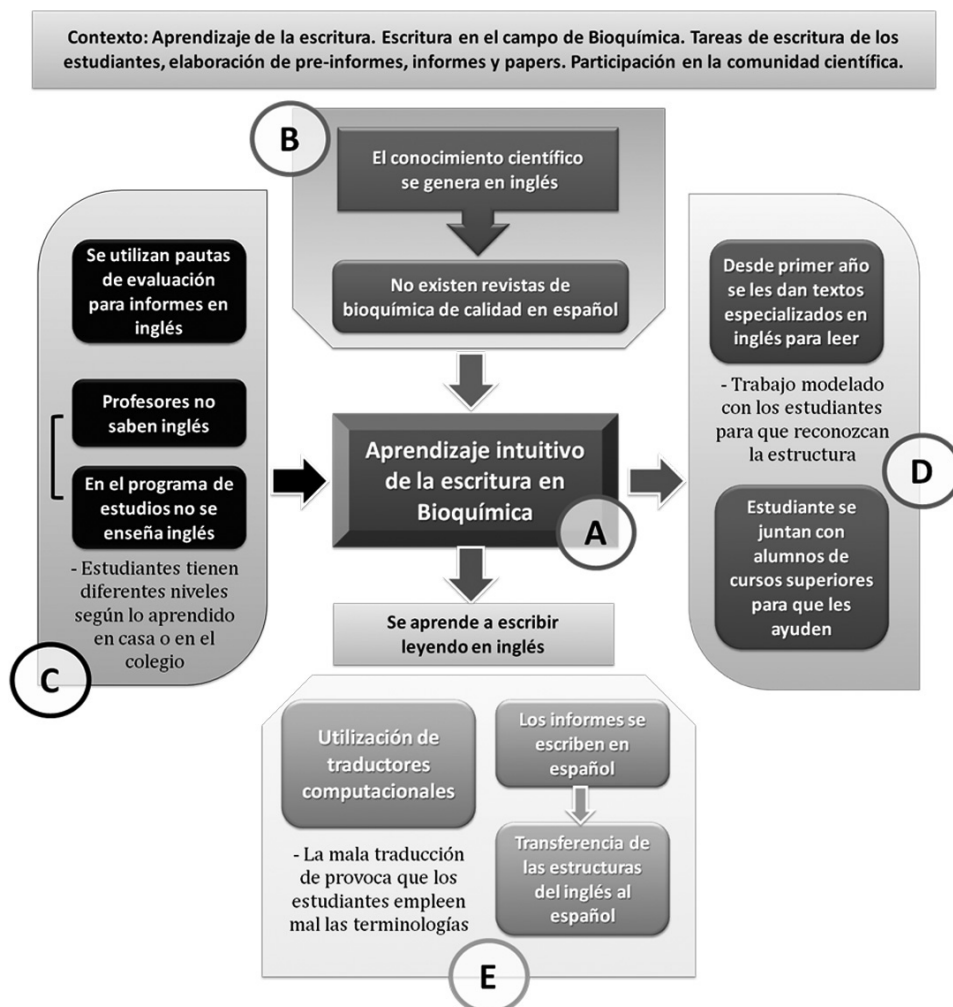 Contexto: Aprendizaje de la escritura. Escritura en el campo de Bioquímica. Tareas de escritura de los
estudiantes, elaboración de pre-informes, informes y papers. Participación en la comunidad científica.
B
El conocimiento científico
se genera en inglés
No existen revistas de
bioquímica de calidad en español
Se utilizan pautas
de evaluación
para informes en
inglés
Profesores no
saben inglés
En el programa de
estudios no se
enseña inglés
- Estudiantes tienen
diferentes niveles
según lo aprendido
en casa o en el
colegio
C
Aprendizaje intuitivo
de la escritura en
Bioquímica
A
Desde primer año
se les dan textos
especializados en
inglés para leer
- Trabajo modelado
con los estudiantes
para que reconozcan
la estructura
D
Estudiante se
juntan con
alumnos de
cursos superiores
para que les
ayuden
Se aprende a escribir
leyendo en inglés
Utilización de
traductores
computacionales
- La mala traducción
de provoca que los
estudiantes empleen
mal las terminologías
Los informes se
escriben en
español
Transferencia de
las estructuras
del inglés al
español
E